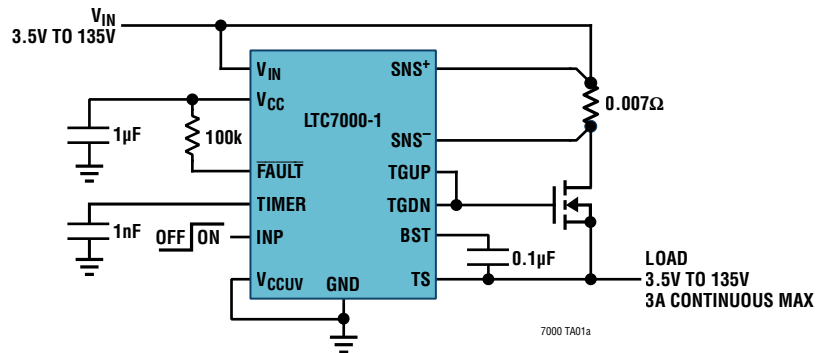 VIN
3.5V TO 135V
VIN
VCC
FAULT
TIMER
INP
VCCUV
GND
LTC7000-1
SNS+
SNS–
TGUP
TGDN
BST
TS
1µF
100k
1nF
OFF ON
0.007Ω
0.1µF
LOAD
3.5V TO 135V
3A CONTINUOUS MAX
7000 TA01a